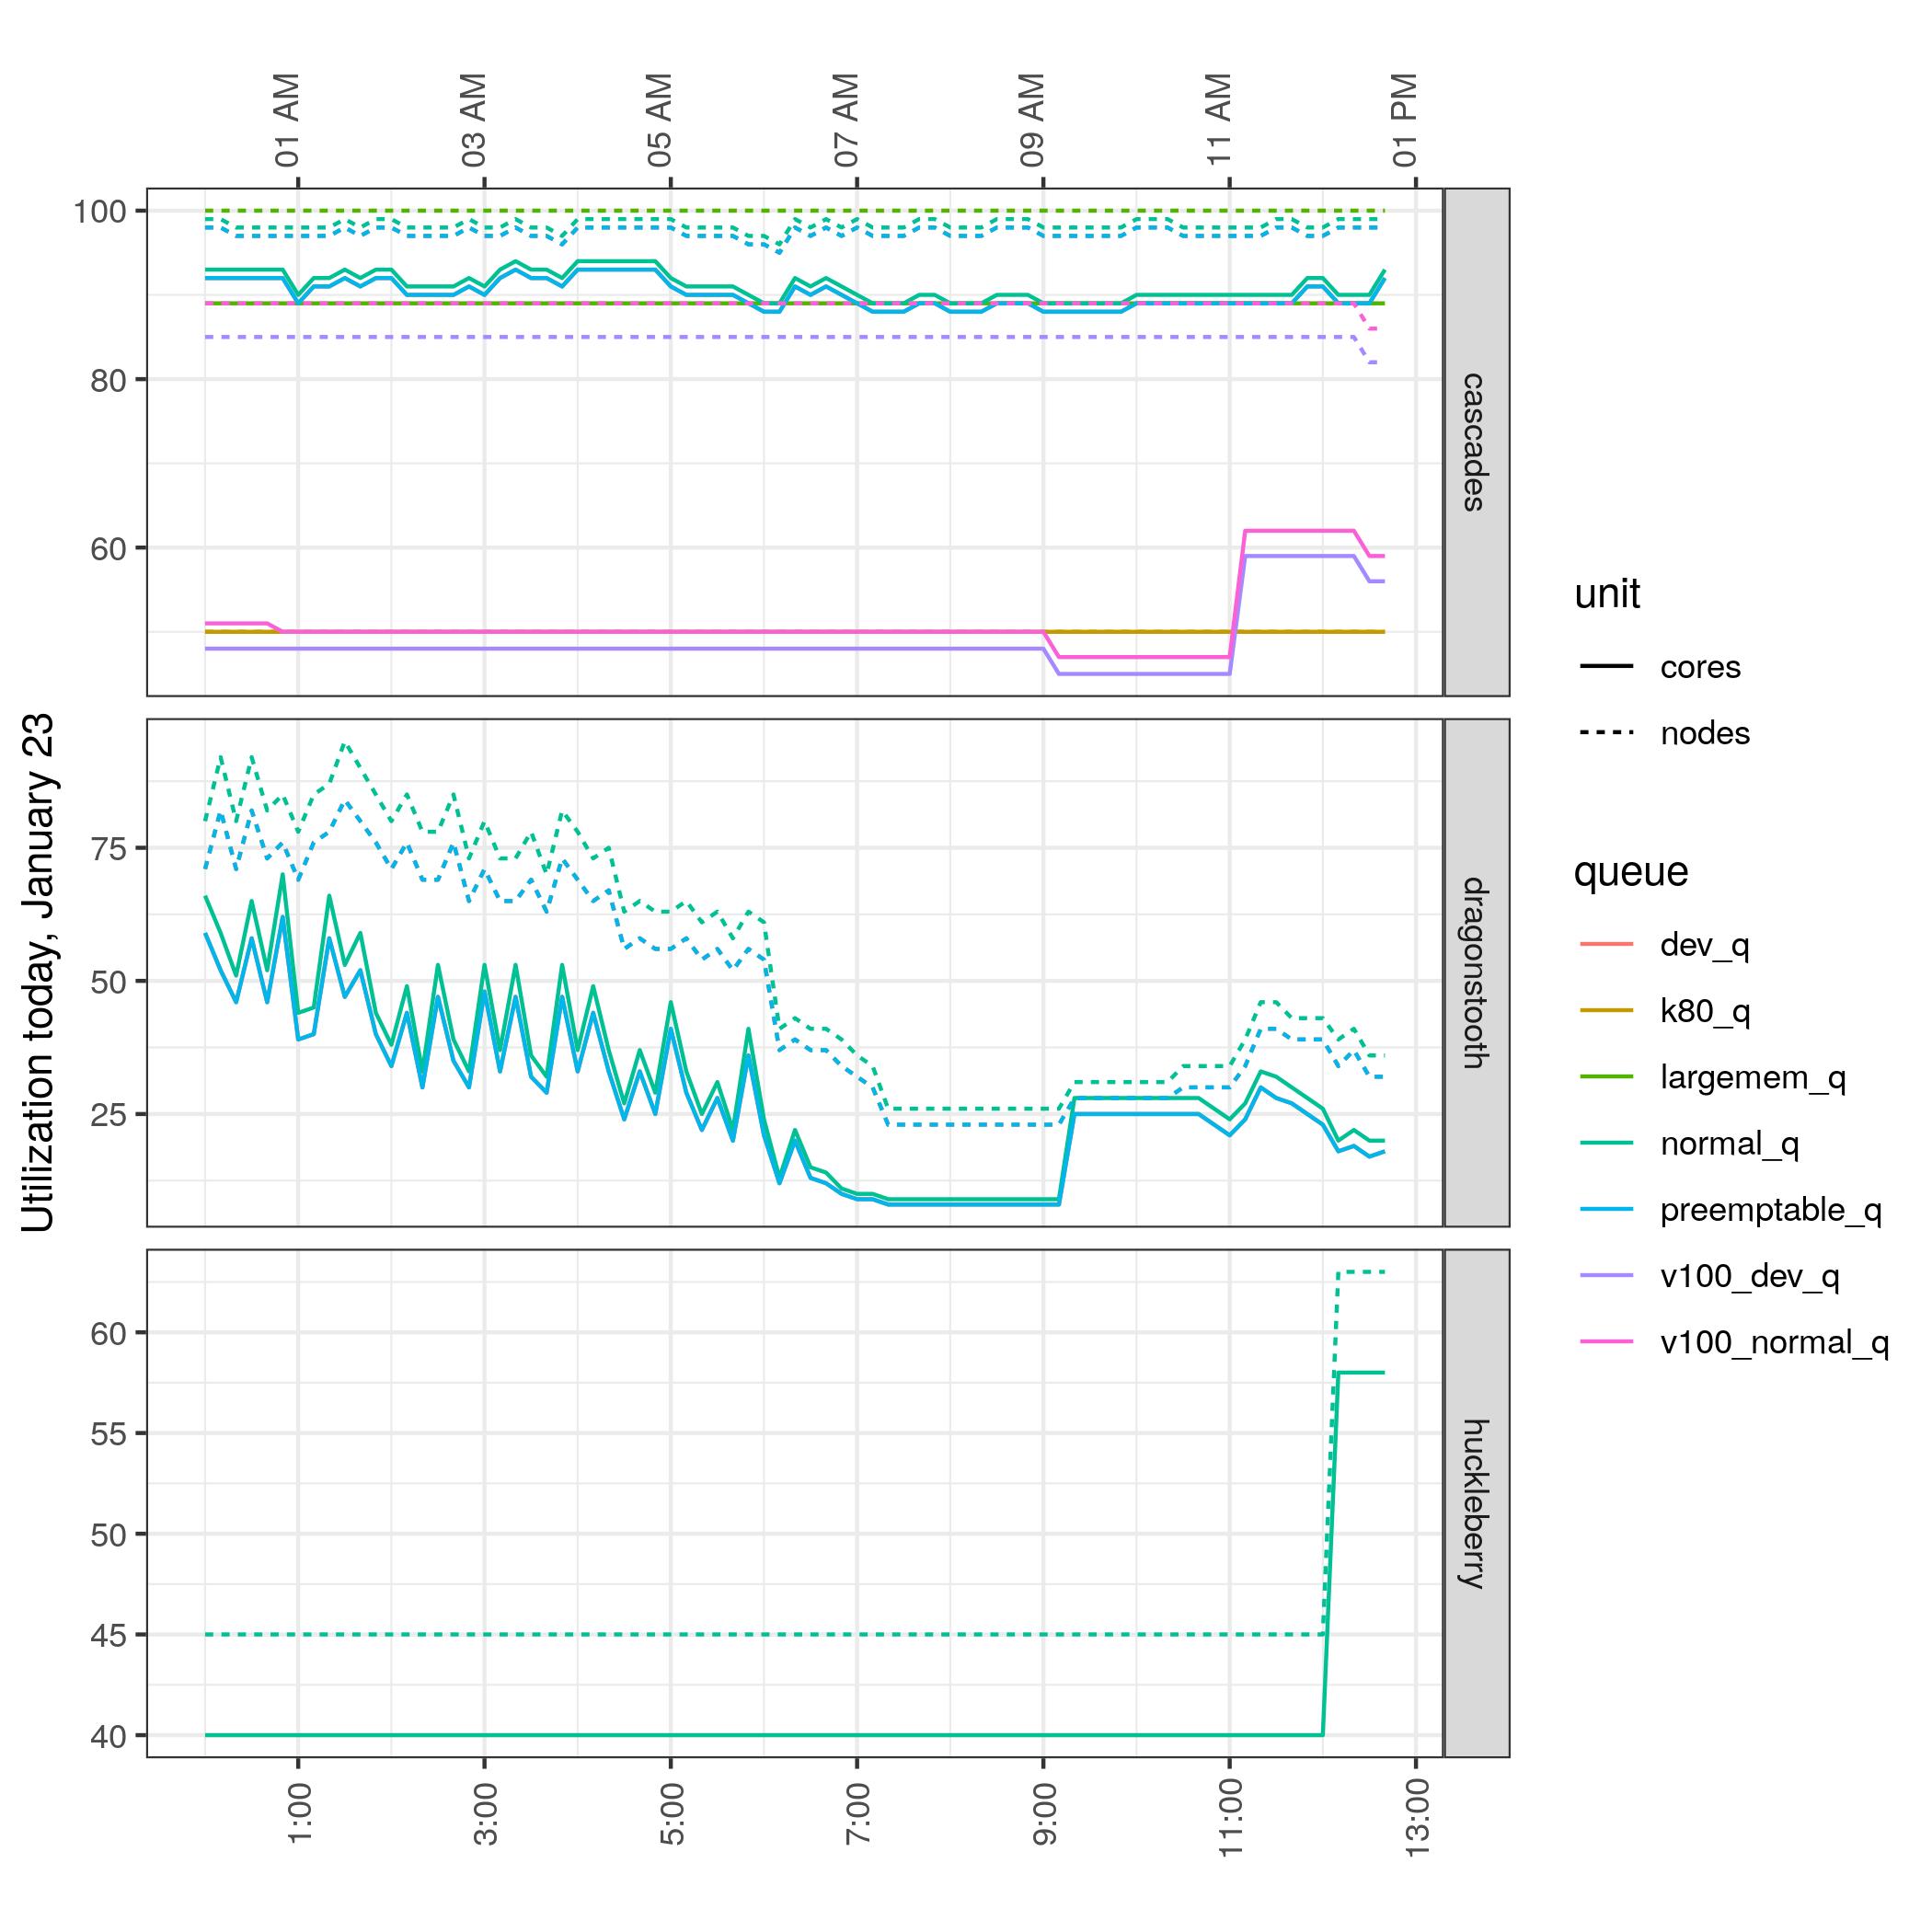 01 AM
03 AM
05 AM
07 AM
09 AM
11 AM
01 PM
Utilization today, January 23
100
80
60
cascades
75
50
25
dragonstooth
60
55
50
45
40
huckleberry
1:00
3:00
5:00
7:00
9:00
11:00
13:00
unit
cores
nodes
queue
dev_q
k80_q
largemem_q
normal_q
preemptable_q
v100_dev_q
v100_normal_q